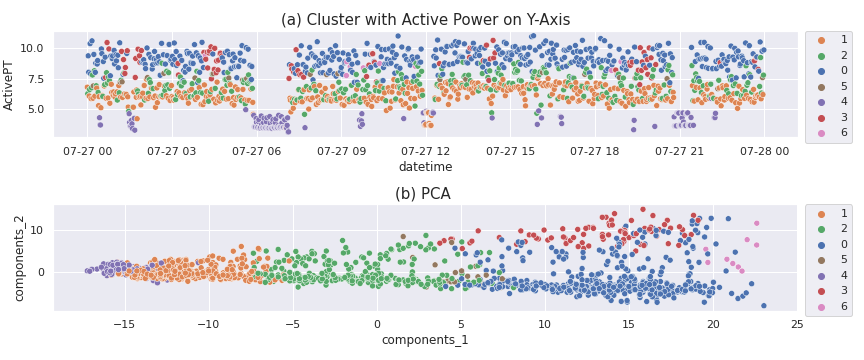 (a) Cluster with Active Power on Y-Axis
ActivePT
10.0
7.5
5.0
07-27 00 07-27 03 07-27 06 07-27 09 07-27 12 07-27 15 07-27 18 07-27 21 07-28 00
datetime
1
2
0
5
4
3
6
(b) PCA
components_2
10
0
−15 −10 −5 0 5 10 15 20 25
components_1
1
2
0
5
4
3
6